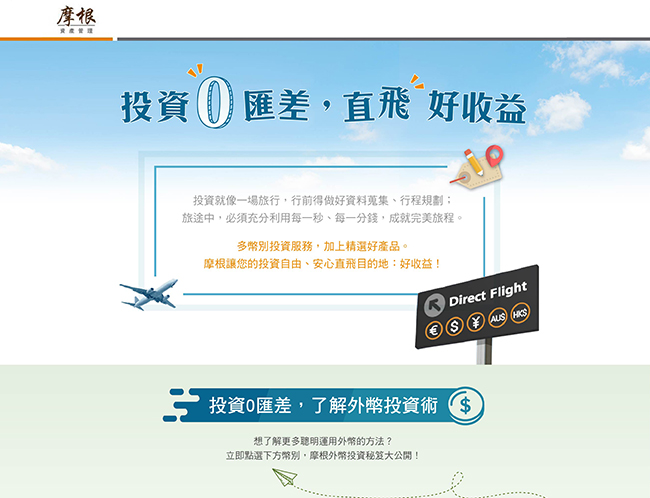 摩根
資產管理
投資0匯差，直飛 好收益
投資就像一場旅行，行前得做好資料蒐集、行程規劃；
旅途中，必須充分利用每一秒、每一分錢，成就完美旅程。
多幣別投資服務，加上精選好產品。
摩根讓您的投資自由、安心直飛目的地：好收益！
Direct Flight
€ $ ¥ AU$ HK$
投資0匯差，了解外幣投資術 $
想了解更多聰明運用外幣的方法？
立即點選下方幣別，摩根外幣投資秘笈大公開！